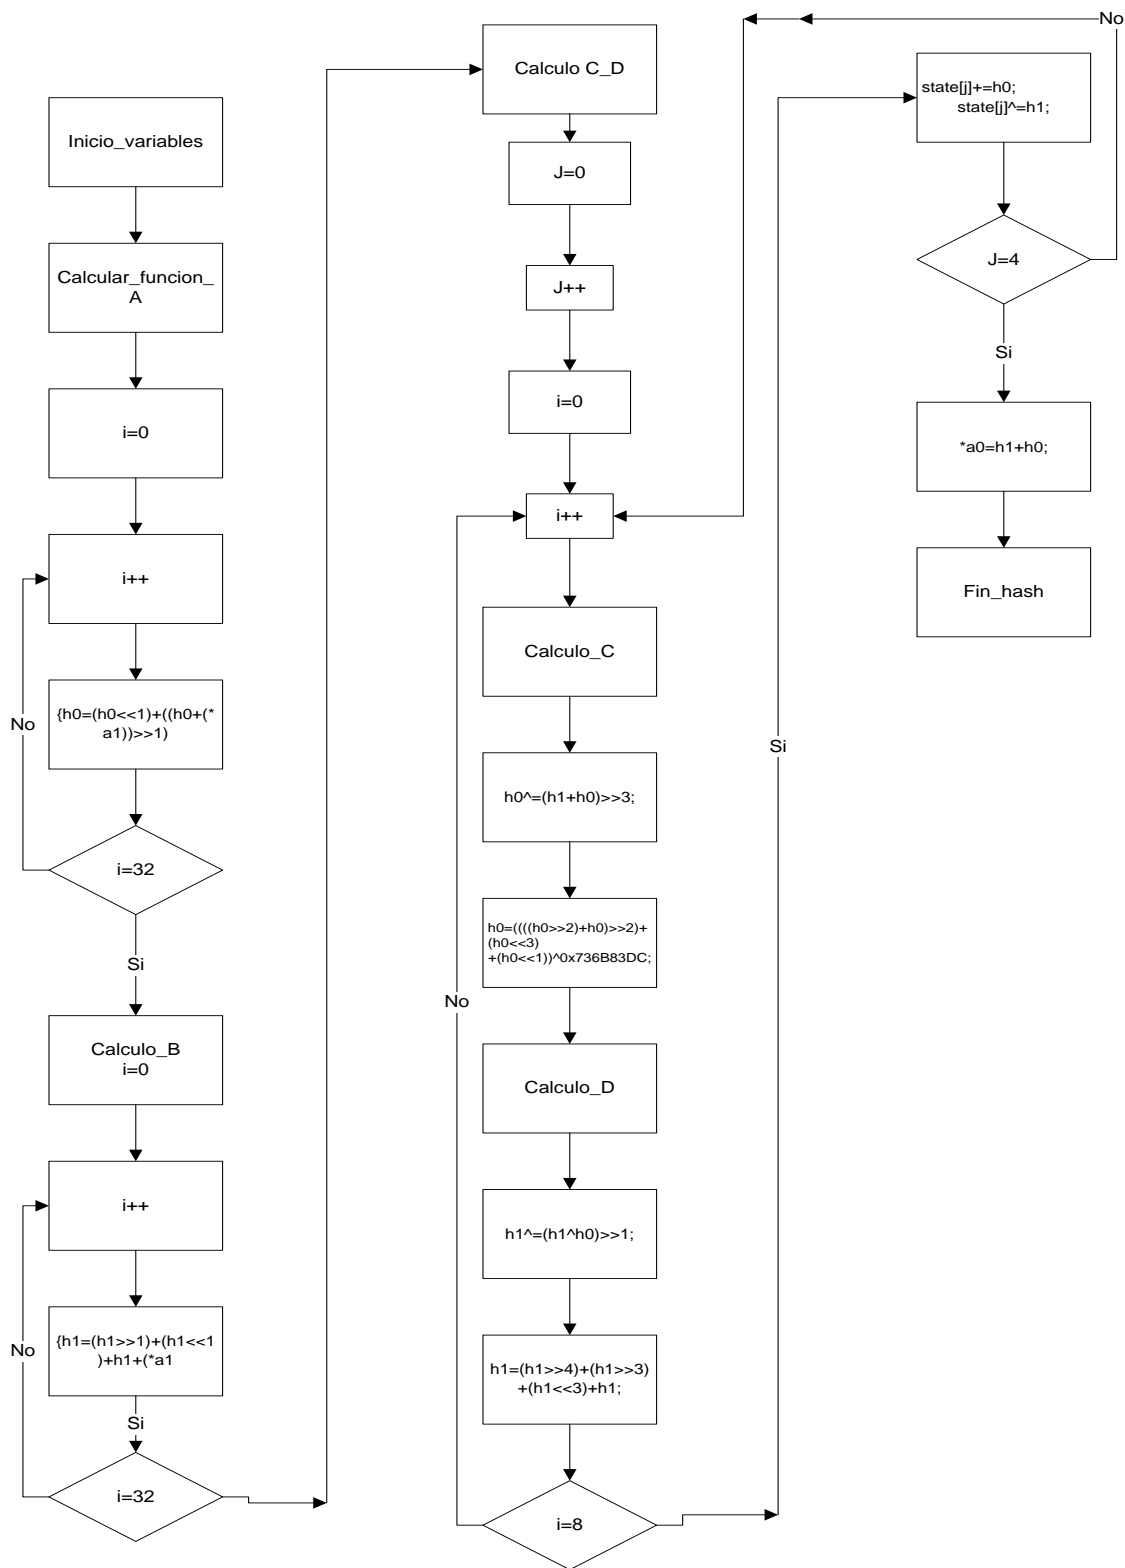 Inicio_variables
Calcular_funcion_
A
i=0
i++
{h0=(h0<<1)+((h0+(*
a1))>>1)
No
i=32
Si
Calculo_B
i=0
i++
{h1=(h1>>1)+(h1<<1
)+h1+(*a1
No
Si
i=32
Calculo C_D
J=0
J++
i=0
i++
Calculo_C
h0^=(h1+h0)>>3;
h0=((((h0>>2)+h0)>>2)+
(h0<<3)
+(h0<<1))^0x736B83DC;
No
Calculo_D
h1^=(h1^h0)>>1;
h1=(h1>>4)+(h1>>3)
+(h1<<3)+h1;
i=8
Si
No
state[j]+=h0;
state[j]^=h1;
J=4
Si
*a0=h1+h0;
Fin_hash